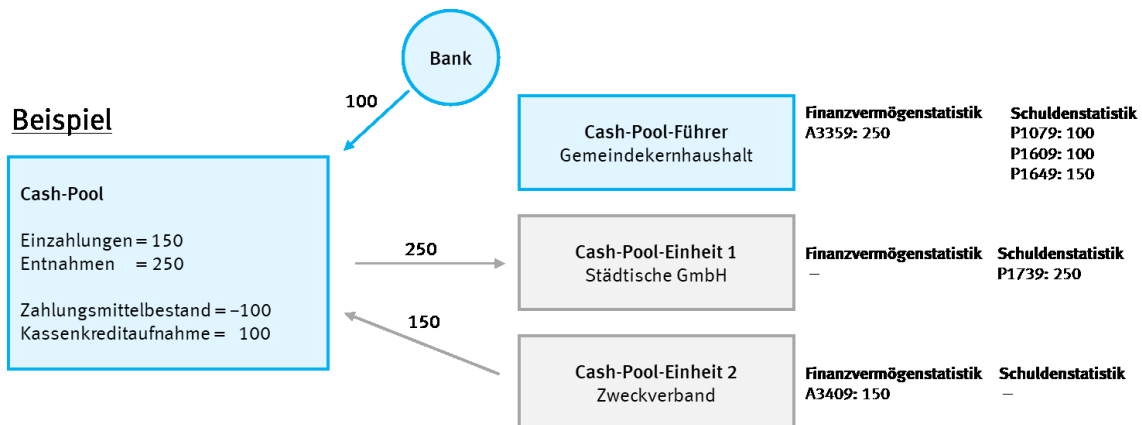 Bank
100
Beispiel
Cash-Pool
Einzahlungen = 150
Entnahmen = 250
Zahlungsmittelbestand = –100
Kassenkreditaufnahme = 100
250
150
Cash-Pool-Führer
Gemeindekernhaushalt
Finanzvermögenstatistik
A3359: 250
Schuldenstatistik
P1079: 100
P1609: 100
P1649: 150
Cash-Pool-Einheit 1
Städtische GmbH
Finanzvermögenstatistik
–
Schuldenstatistik
P1739: 250
Cash-Pool-Einheit 2
Zweckverband
Finanzvermögenstatistik
A3409: 150
Schuldenstatistik
–